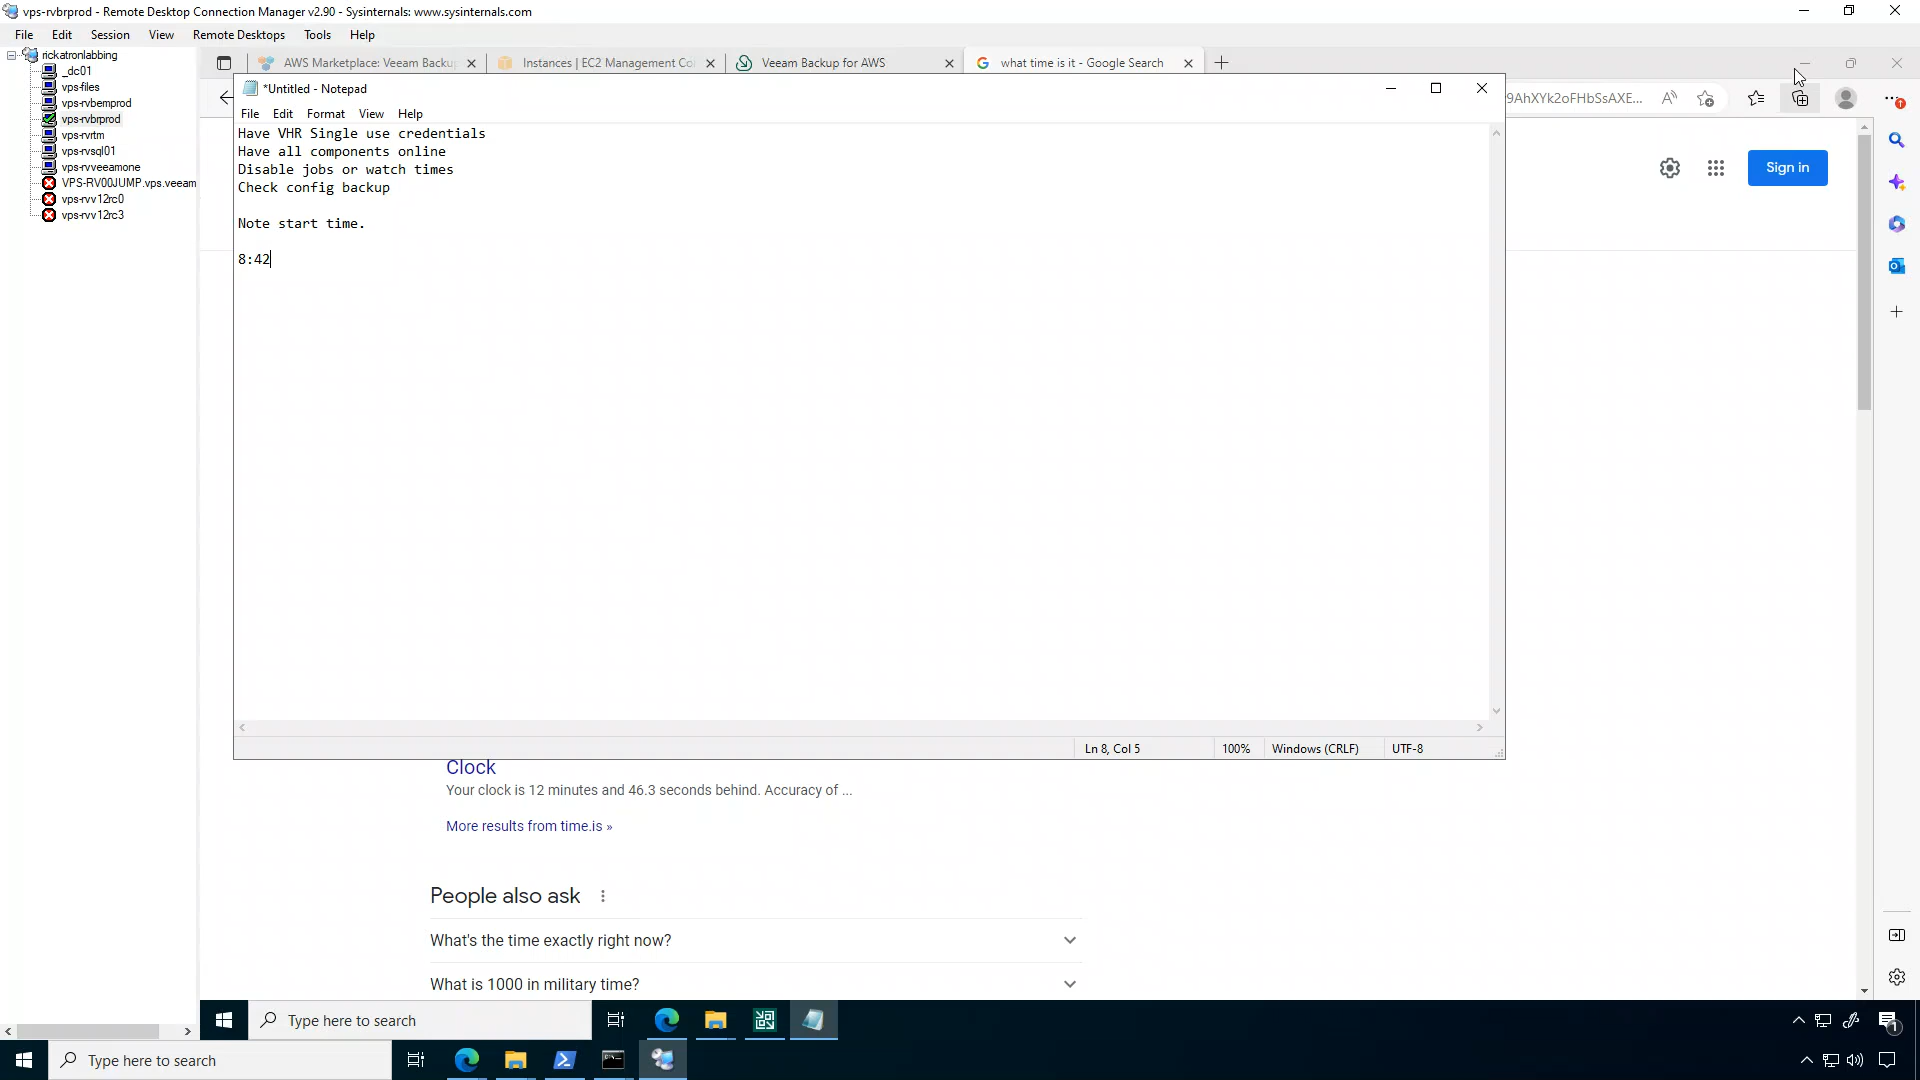 vps-rvbrprod - Remote Desktop Connection Manager v2.90 - Sysinternals: www.sysinternals.com
File Edit Session View Remote Desktops Tools Help
rickatronlabbing
_dc01
vps-files
vps-rvbemprod
vps-rvbrprod
vps-rvrtm
vps-rvsql01
vps-rvveeamone
VPS-RV00JUMP.vps.veeam
vps-rvv12rc0
vps-rvv12rc3
AWS Marketplace: Veeam Backup
Instances | EC2 Management Co
Veeam Backup for AWS
what time is it - Google Search
9AhXYk2oFHbSsAXE...
Sign in
*Untitled - Notepad
File Edit Format View Help
Have VHR Single use credentials
Have all components online
Disable jobs or watch times
Check config backup
Note start time.
8:42
Ln 8, Col 5 100% Windows (CRLF) UTF-8
Clock
Your clock is 12 minutes and 46.3 seconds behind. Accuracy of ...
More results from time.is »
People also ask
What's the time exactly right now?
What is 1000 in military time?
Type here to search
1
Type here to search